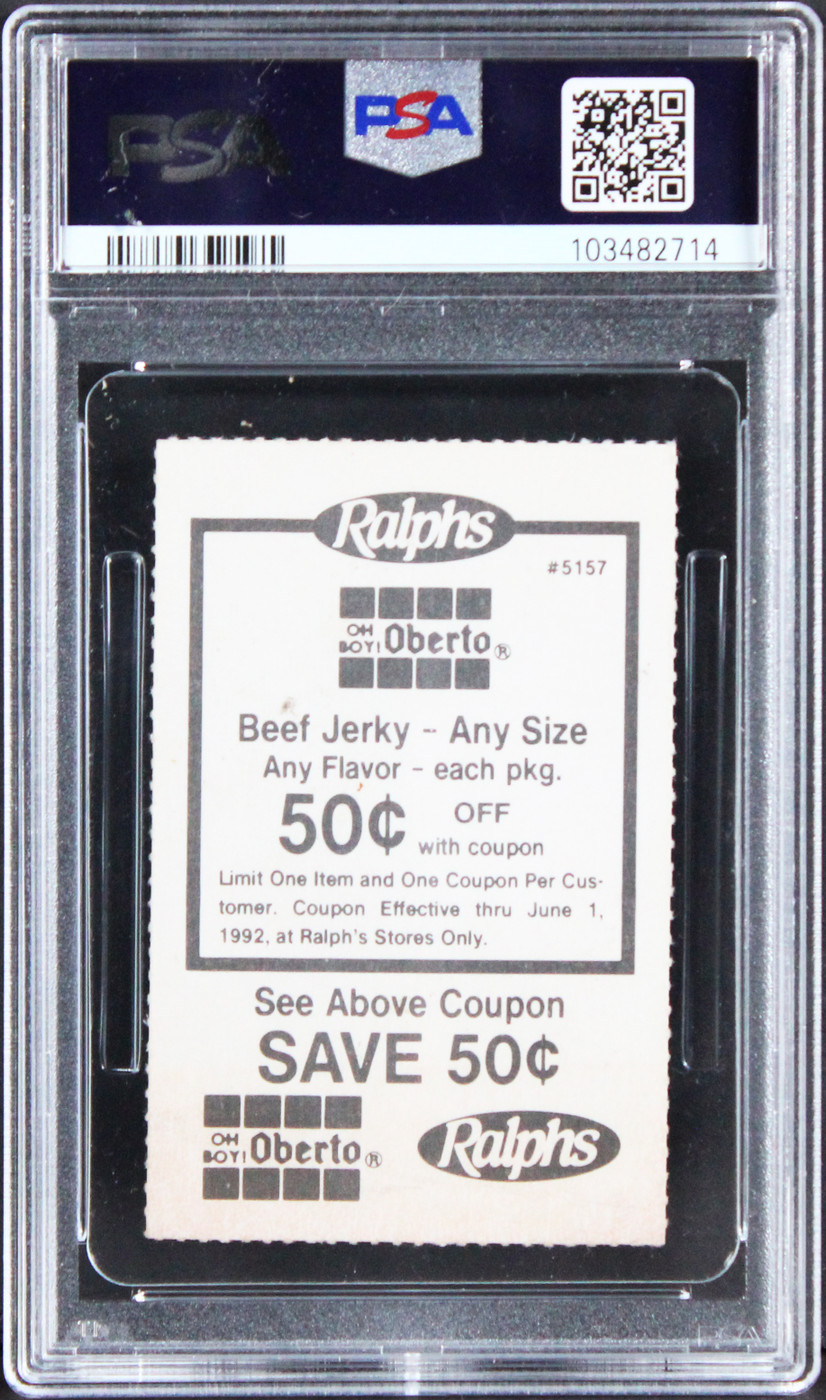 PSA
PSA
103482714
Ralphs
#5157
OH BOY! Oberto®
Beef Jerky - Any Size
Any Flavor - each pkg.
50¢ OFF
with coupon
Limit One Item and One Coupon Per Cus-
tomer. Coupon Effective thru June 1,
1992, at Ralph's Stores Only.
See Above Coupon
SAVE 50¢
OH BOY! Oberto®
Ralphs
TM
PSA